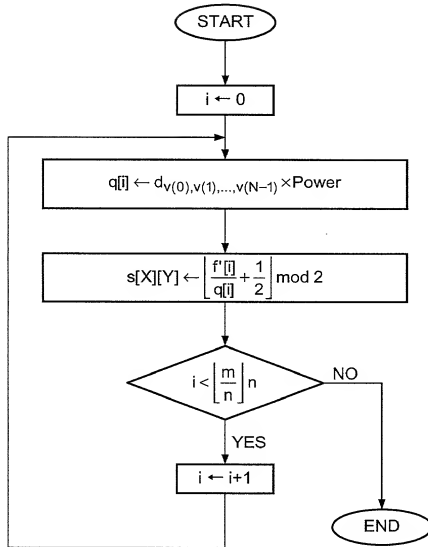 START
i ← 0
q[i] ← d_{v(0),v(1),...,v(N−1)} ×Power
s[X][Y] ← ⌊f'[i]/q[i] + 1/2⌋ mod 2
i < ⌊m/n⌋ n
NO
YES
i ← i+1
END